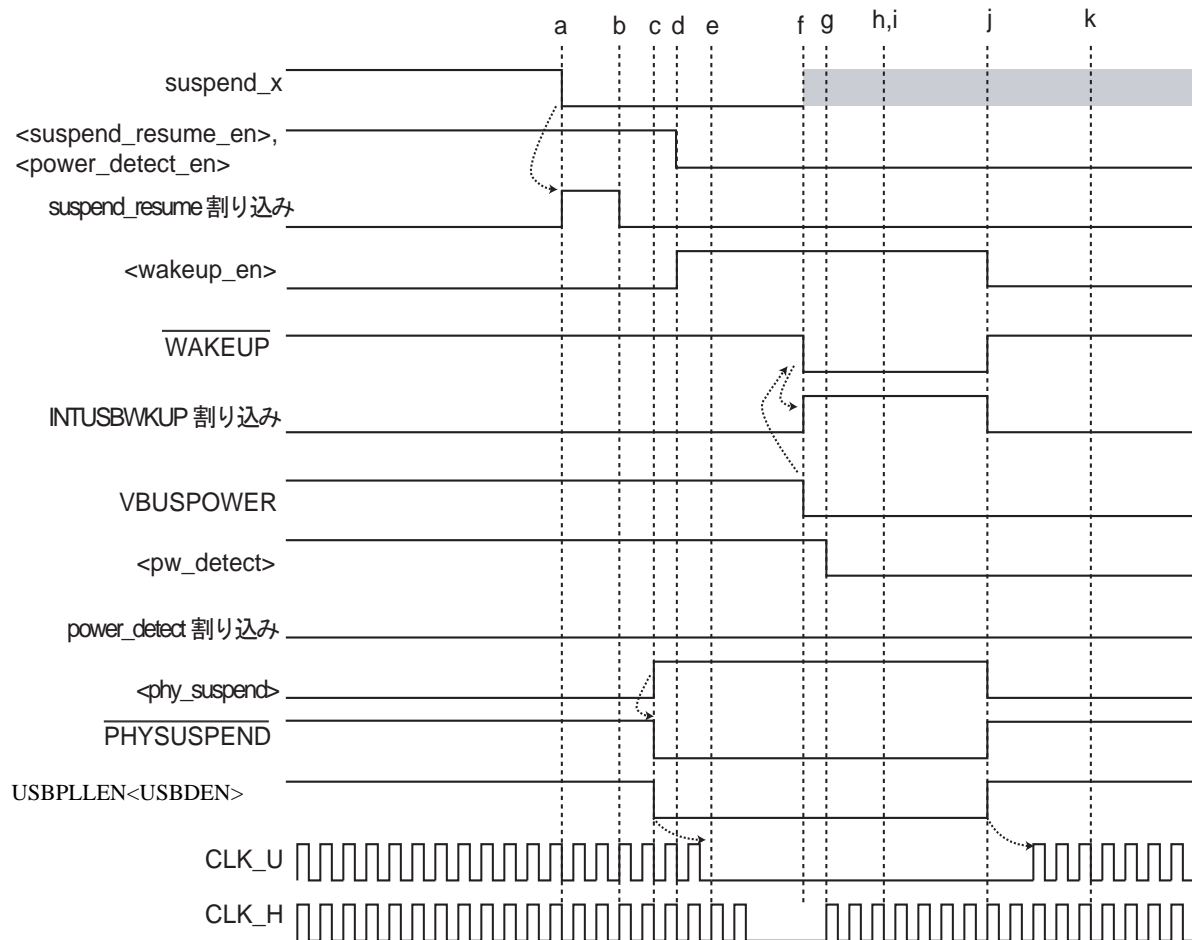 a b c d e f g h,i j k
suspend_x
<suspend_resume_en>,
<power_detect_en>
suspend_resume 割り込み
<wakeup_en>
WAKEUP
INTUSBWKUP 割り込み
VBUSPOWER
<pw_detect>
power_detect 割り込み
<phy_suspend>
PHYSUSPEND
USBPLLEN<USBDEN>
CLK_U
CLK_H